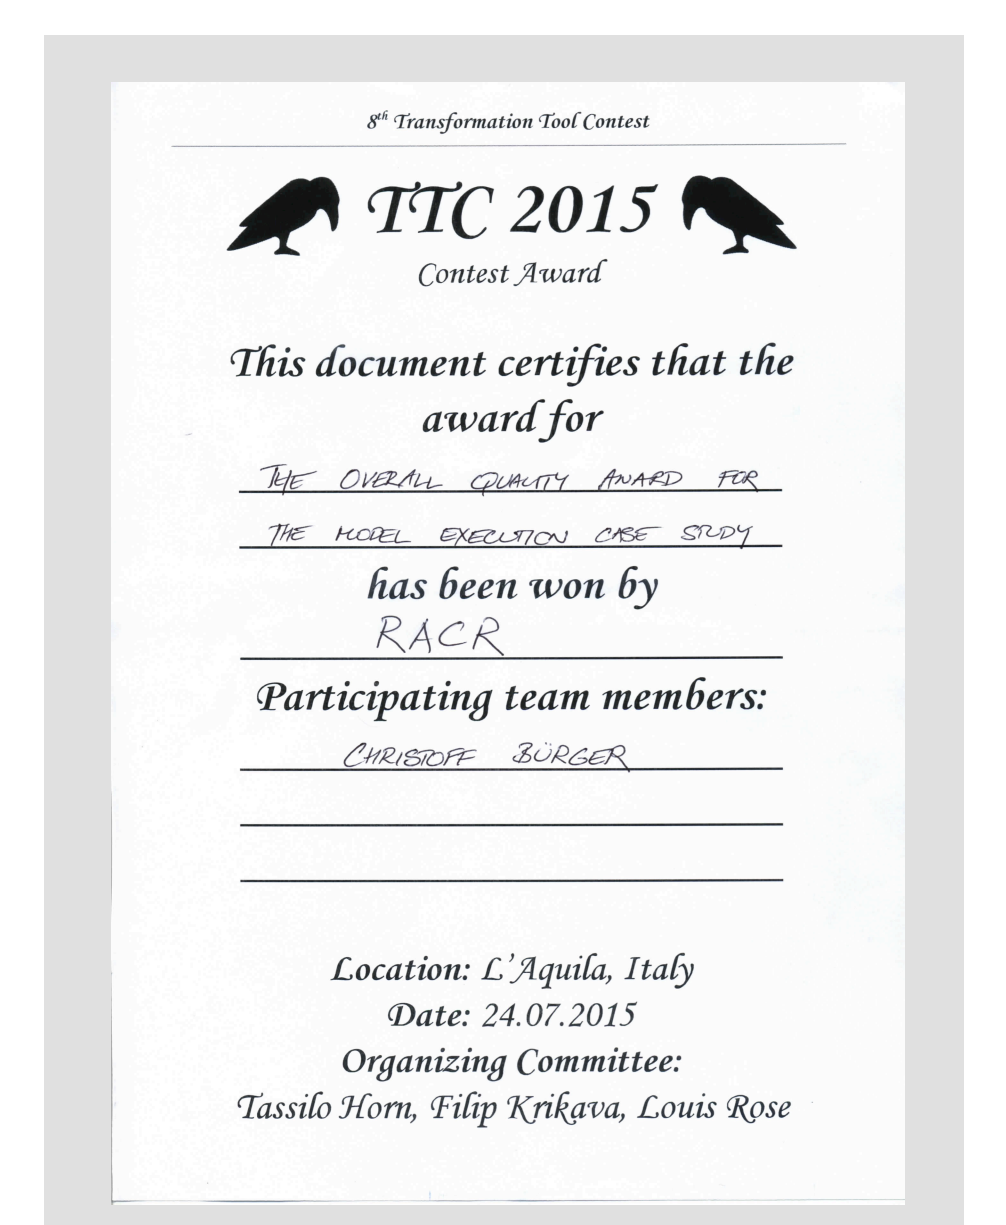 8th Transformation Tool Contest
TTC 2015
Contest Award
This document certifies that the
award for
THE OVERALL QUALITY AWARD FOR
THE MODEL EXECUTION CASE STUDY
has been won by
RACR
Participating team members:
CHRISTOFF BÜRGER
Location: L'Aquila, Italy
Date: 24.07.2015
Organizing Committee:
Tassilo Horn, Filip Krikava, Louis Rose